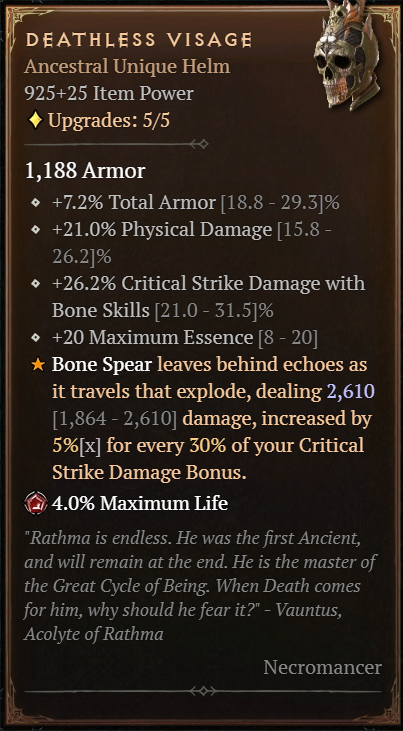 DEATHLESS VISAGE
Ancestral Unique Helm
925+25 Item Power
Upgrades: 5/5
1,188 Armor
+7.2% Total Armor [18.8 - 29.3]%
+21.0% Physical Damage [15.8 -
26.2]%
+26.2% Critical Strike Damage with
Bone Skills [21.0 - 31.5]%
+20 Maximum Essence [8 - 20]
Bone Spear leaves behind echoes as
it travels that explode, dealing 2,610
[1,864 - 2,610] damage, increased by
5%[x] for every 30% of your Critical
Strike Damage Bonus.
4.0% Maximum Life
"Rathma is endless. He was the first Ancient,
and will remain at the end. He is the master of
the Great Cycle of Being. When Death comes
for him, why should he fear it?" - Vauntus,
Acolyte of Rathma
Necromancer